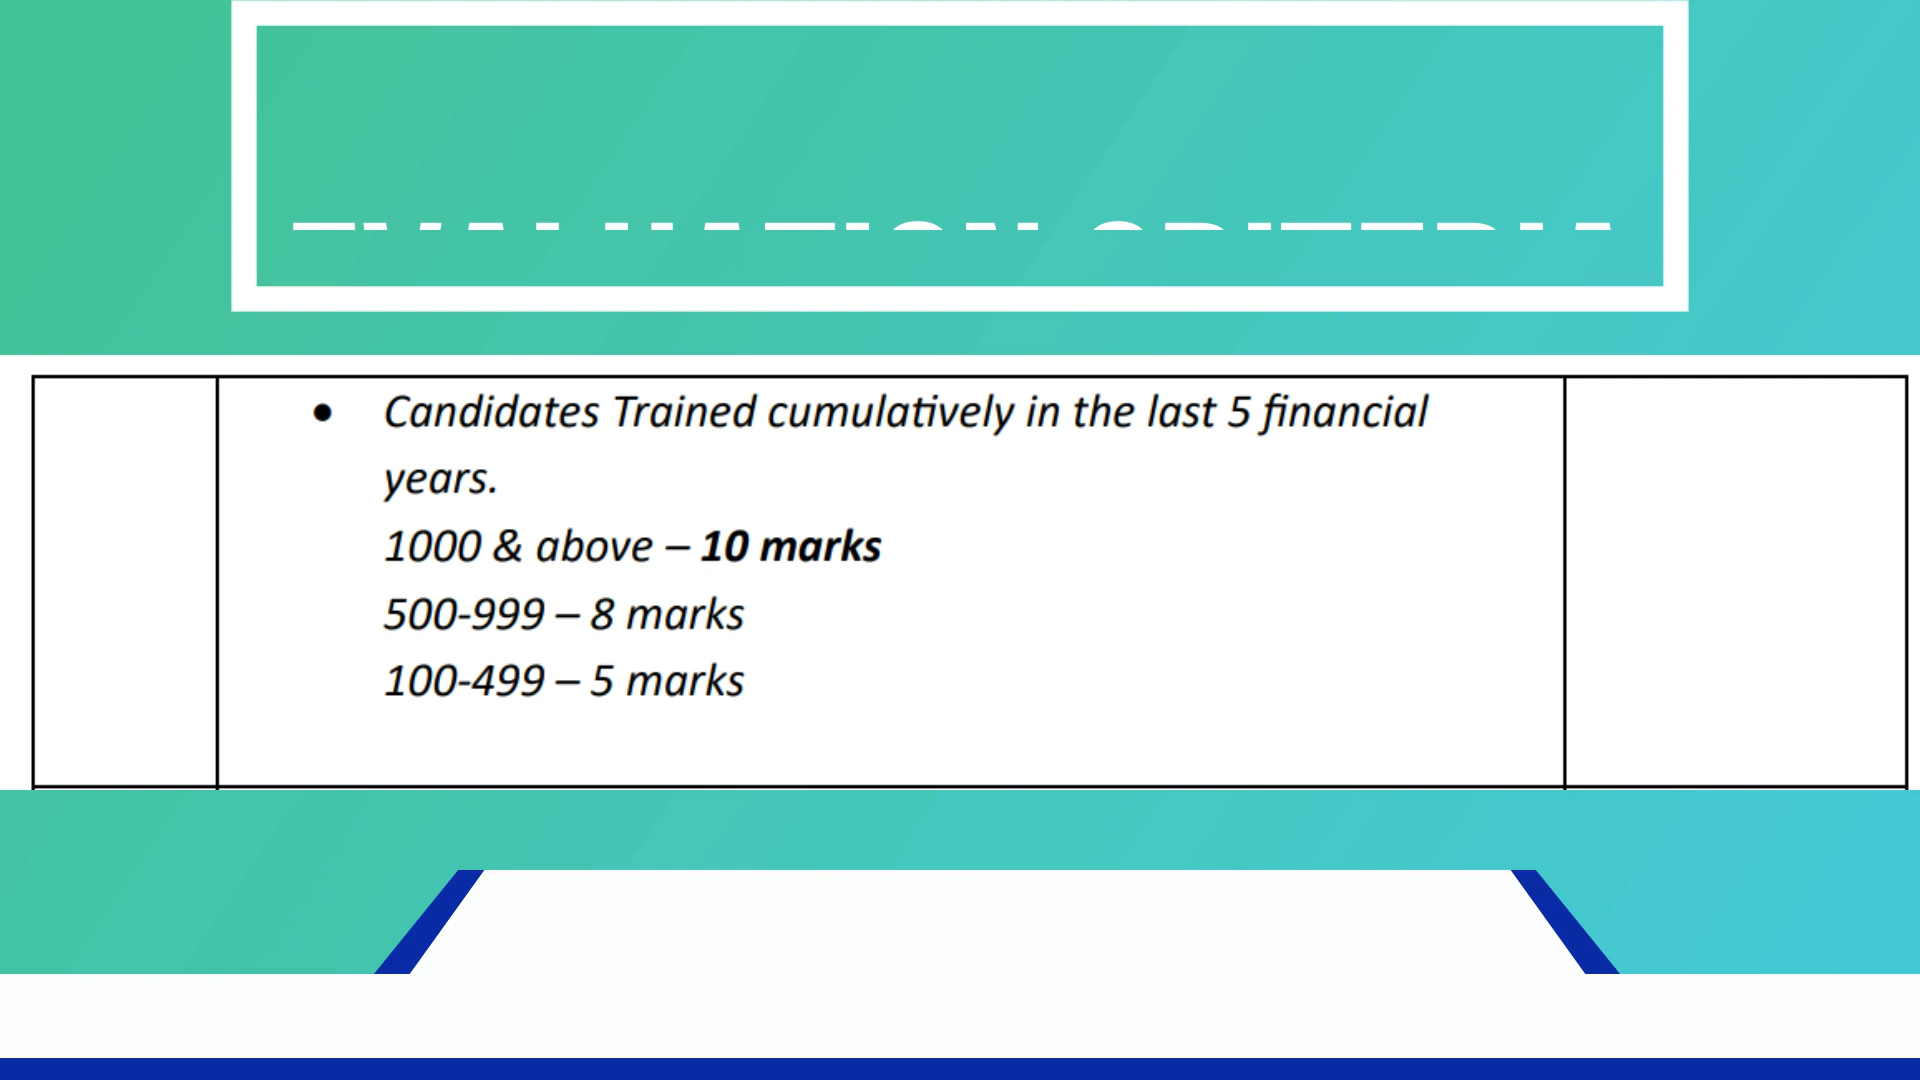 • Candidates Trained cumulatively in the last 5 financial
years.
1000 & above – 10 marks
500-999 – 8 marks
100-499 – 5 marks